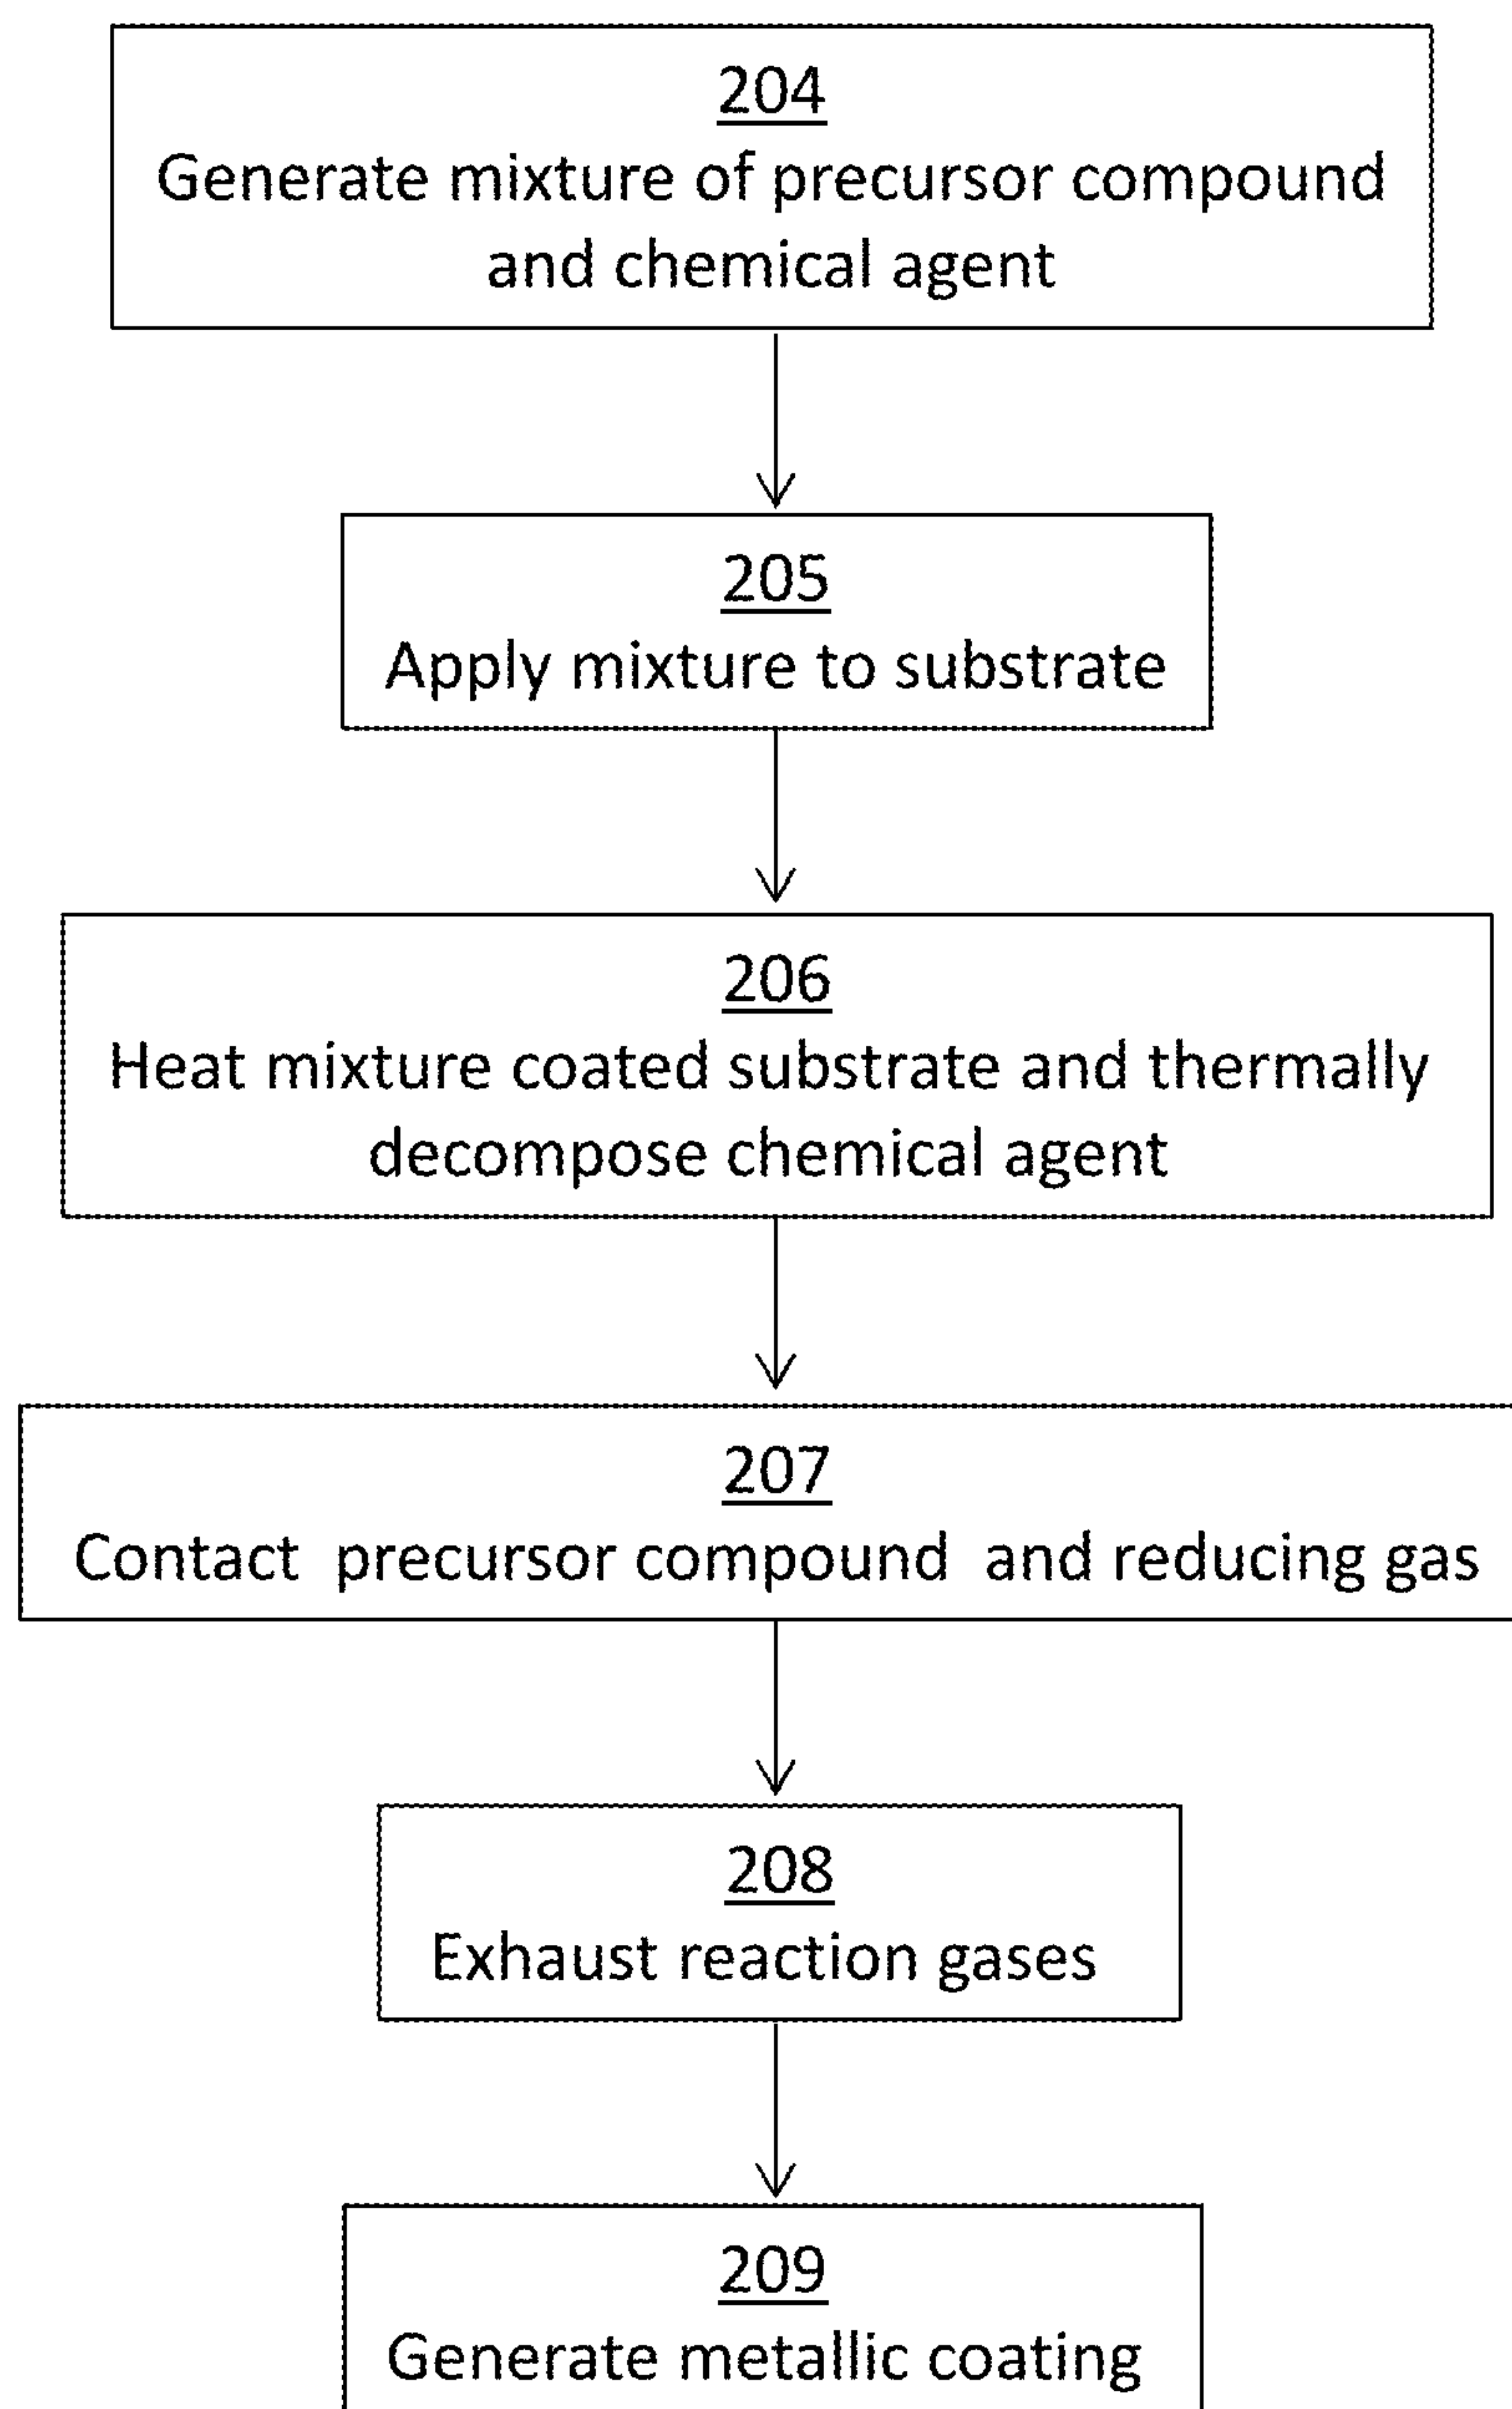 204
Generate mixture of precursor compound
and chemical agent
205
Apply mixture to substrate
206
Heat mixture coated substrate and thermally
decompose chemical agent
207
Contact precursor compound and reducing gas
208
Exhaust reaction gases
209
Generate metallic coating